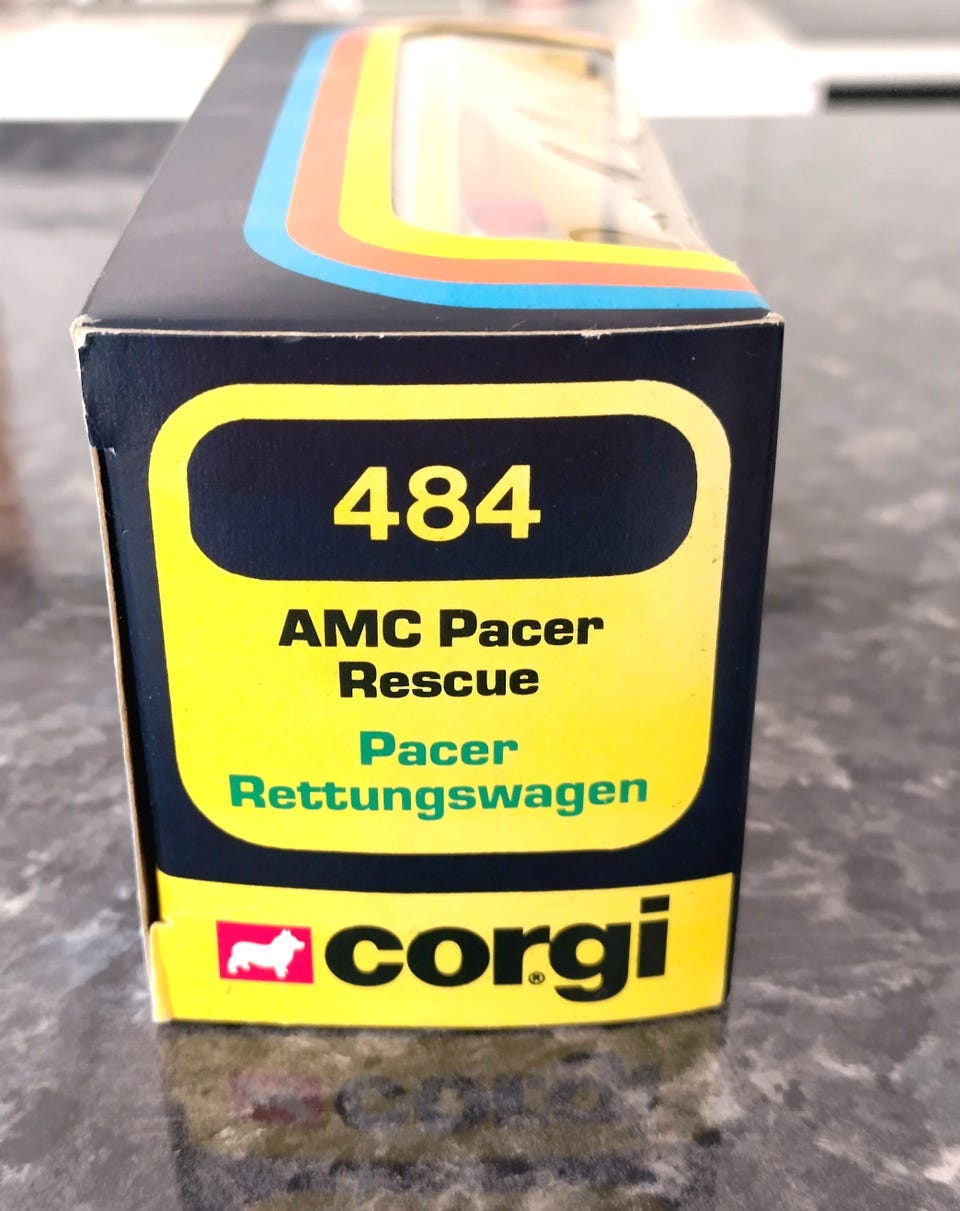 484
AMC Pacer
Rescue
Pacer
Rettungswagen
corgi®